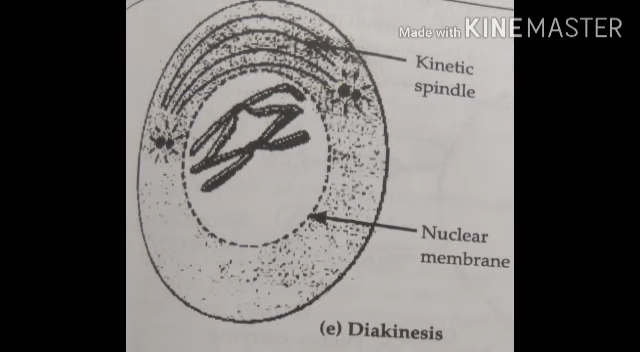 Made with KINEMASTER
Kinetic
spindle
Nuclear
membrane
(e) Diakinesis